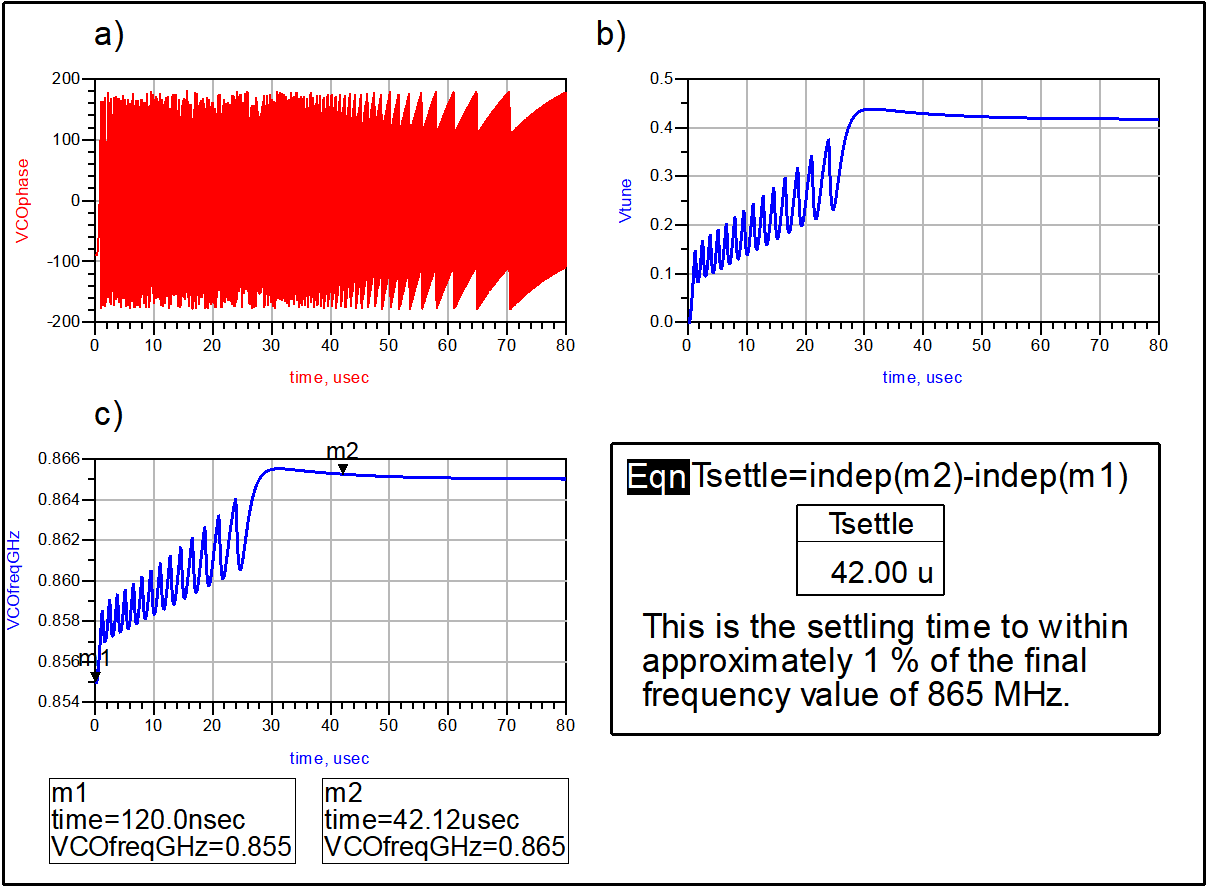 a)
200
100
0
-100
-200
VCOphase
0 10 20 30 40 50 60 70 80
time, usec
b)
0.5
0.4
0.3
0.2
0.1
0.0
Vtune
0 10 20 30 40 50 60 70 80
time, usec
c)
0.866
0.864
0.862
0.860
0.858
0.856
0.854
VCOfreqGHz
m1
m2
0 10 20 30 40 50 60 70 80
time, usec
m1
time=120.0nsec
VCOfreqGHz=0.855
m2
time=42.12usec
VCOfreqGHz=0.865
Eqn Tsettle=indep(m2)-indep(m1)
Tsettle
42.00 u
This is the settling time to within
approximately 1 % of the final
frequency value of 865 MHz.